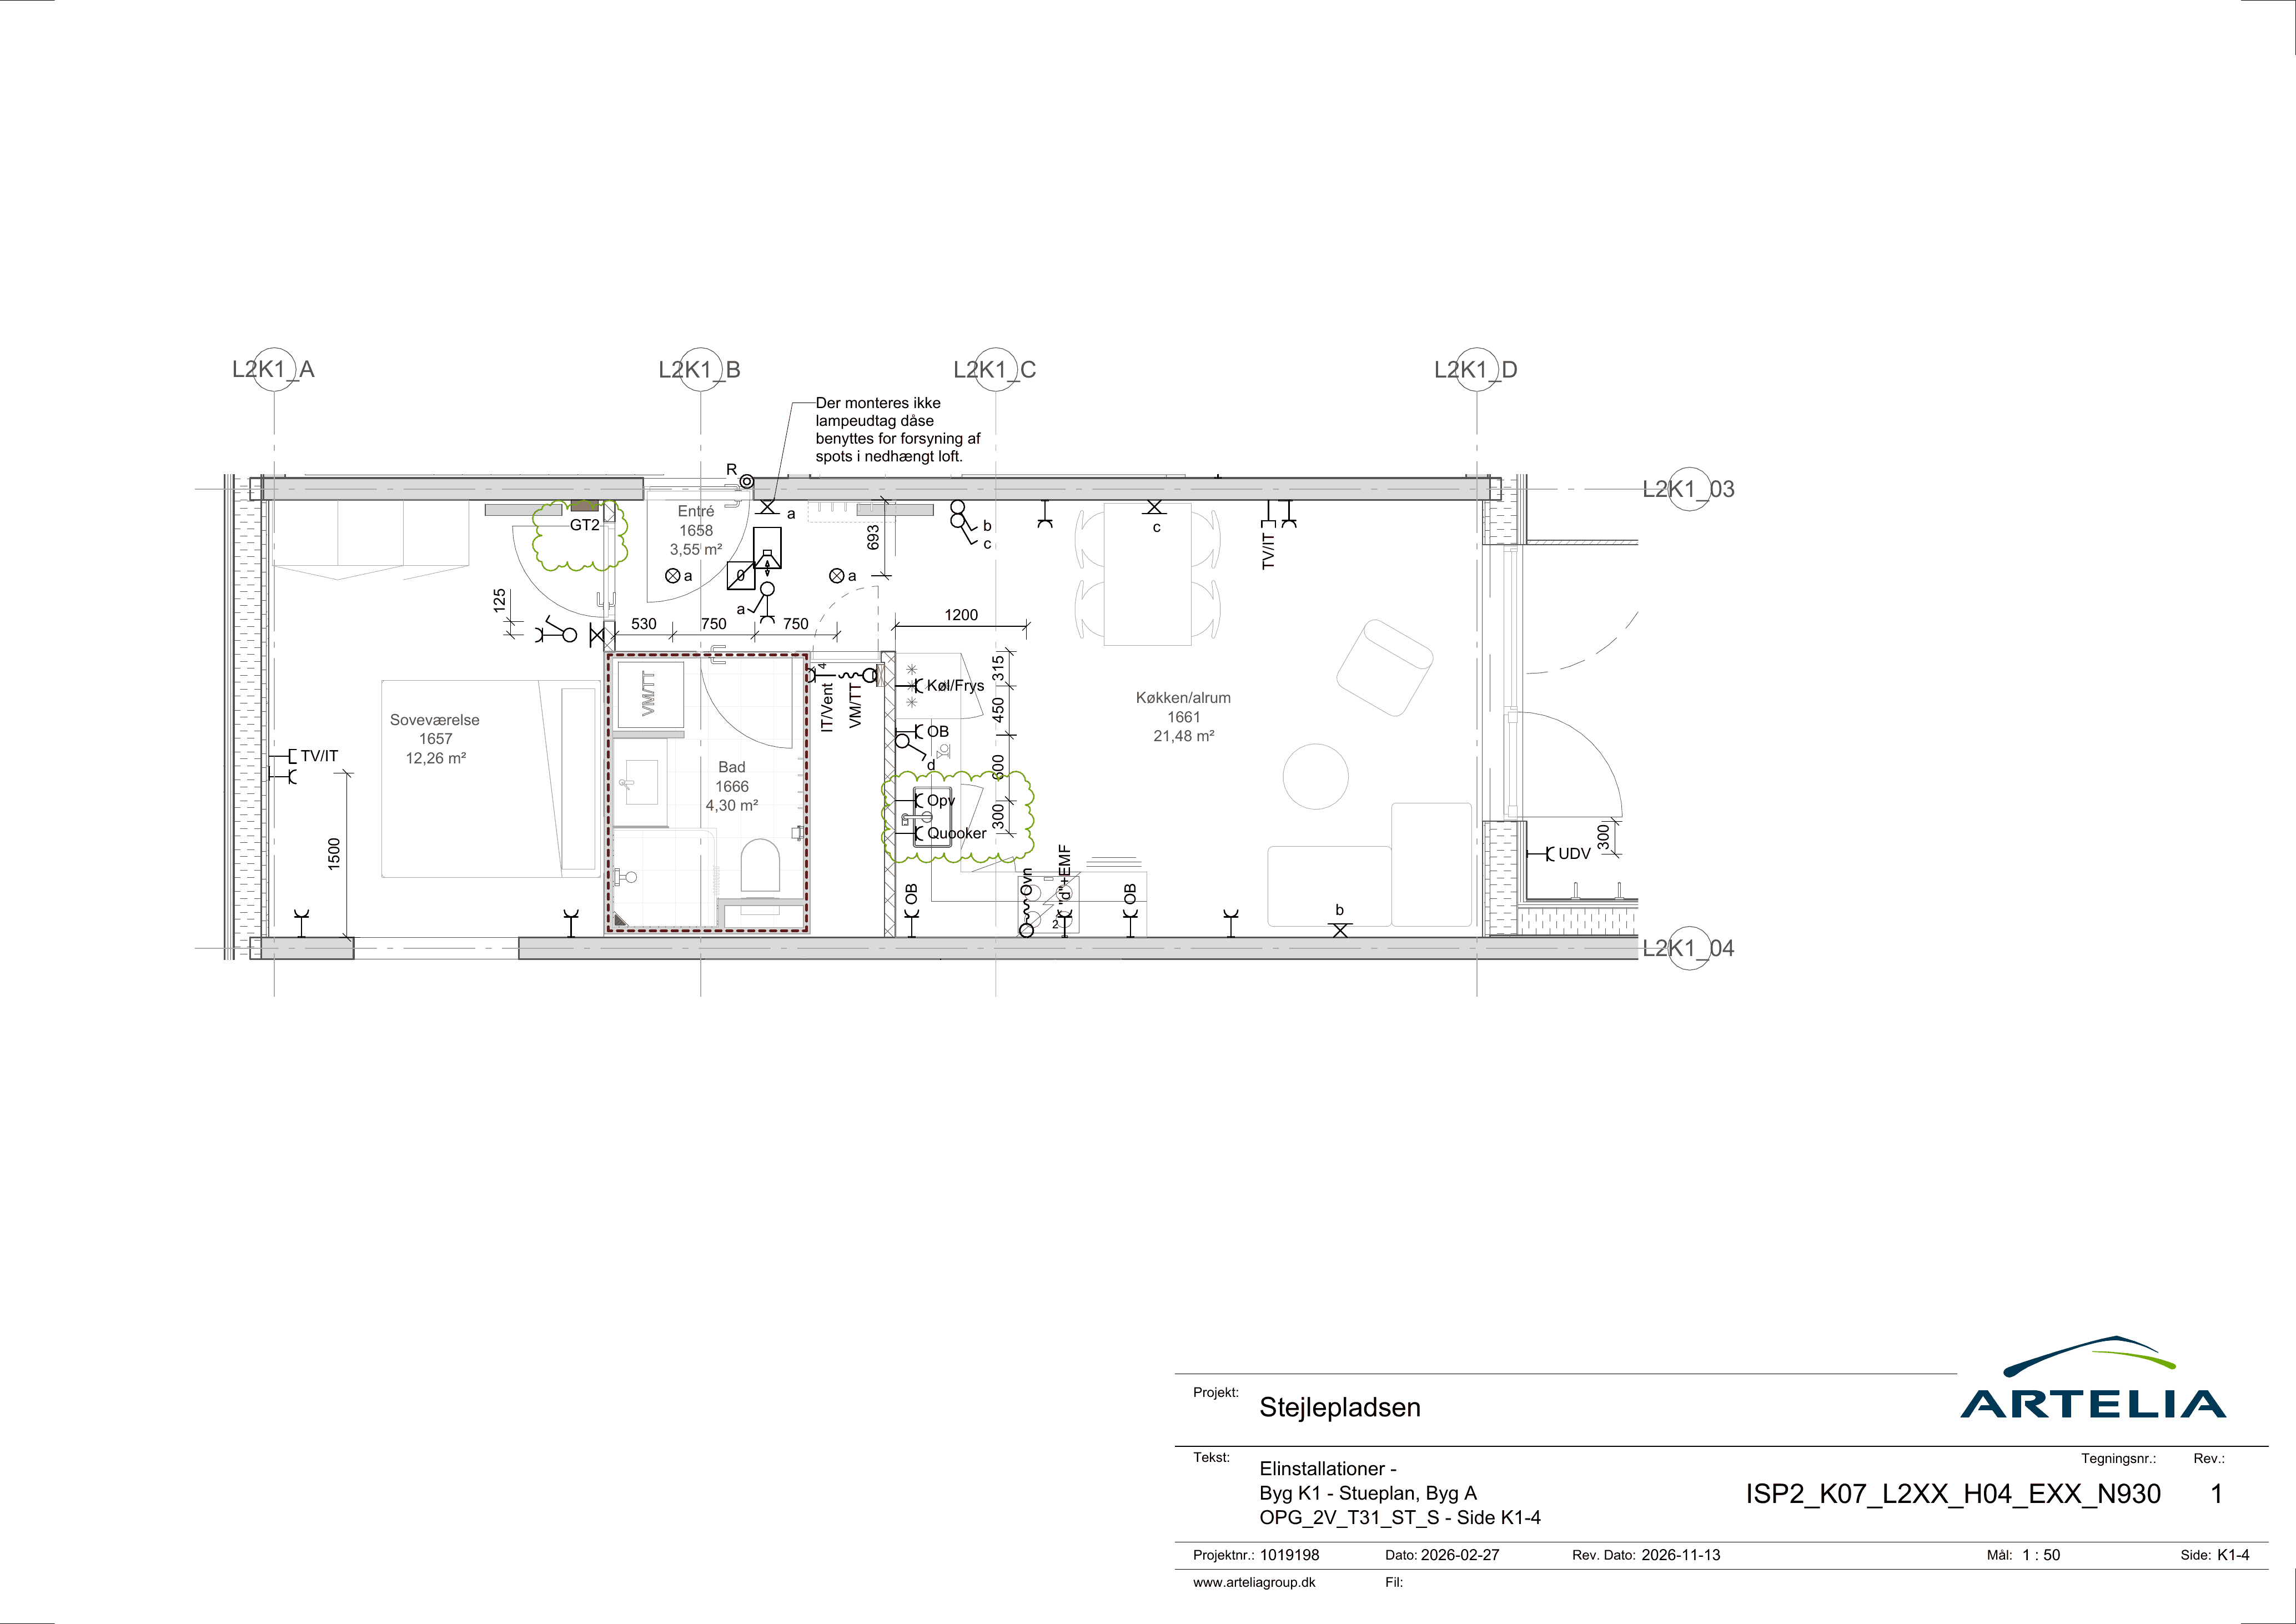 L2K1_A
L2K1_B
L2K1_C
L2K1_D
Der monteres ikke
lampeudtag dåse
benyttes for forsyning af
spots i nedhængt loft.
R
L2K1_03
GT2
Entré
1658
3,55 m²
a
693
b
c
c
TV/IT
a
0
a
a
125
530
750
750
1200
4
IT/Vent
VM/TT
VM/TT
Køl/Frys
315
450
600
300
OB
d
Opv
Quooker
Køkken/alrum
1661
21,48 m²
Soveværelse
1657
12,26 m²
TV/IT
1500
Bad
1666
4,30 m²
300
UDV
OB
Ovn
2
"d"+EMF
OB
b
L2K1_04
Projekt:
Stejlepladsen
ARTELIA
Tekst:
Elinstallationer -
Byg K1 - Stueplan, Byg A
OPG_2V_T31_ST_S - Side K1-4
Tegningsnr.:
Rev.:
ISP2_K07_L2XX_H04_EXX_N930
1
Projektnr.: 1019198
Dato: 2026-02-27
Rev. Dato: 2026-11-13
Mål: 1 : 50
Side: K1-4
www.arteliagroup.dk
Fil: